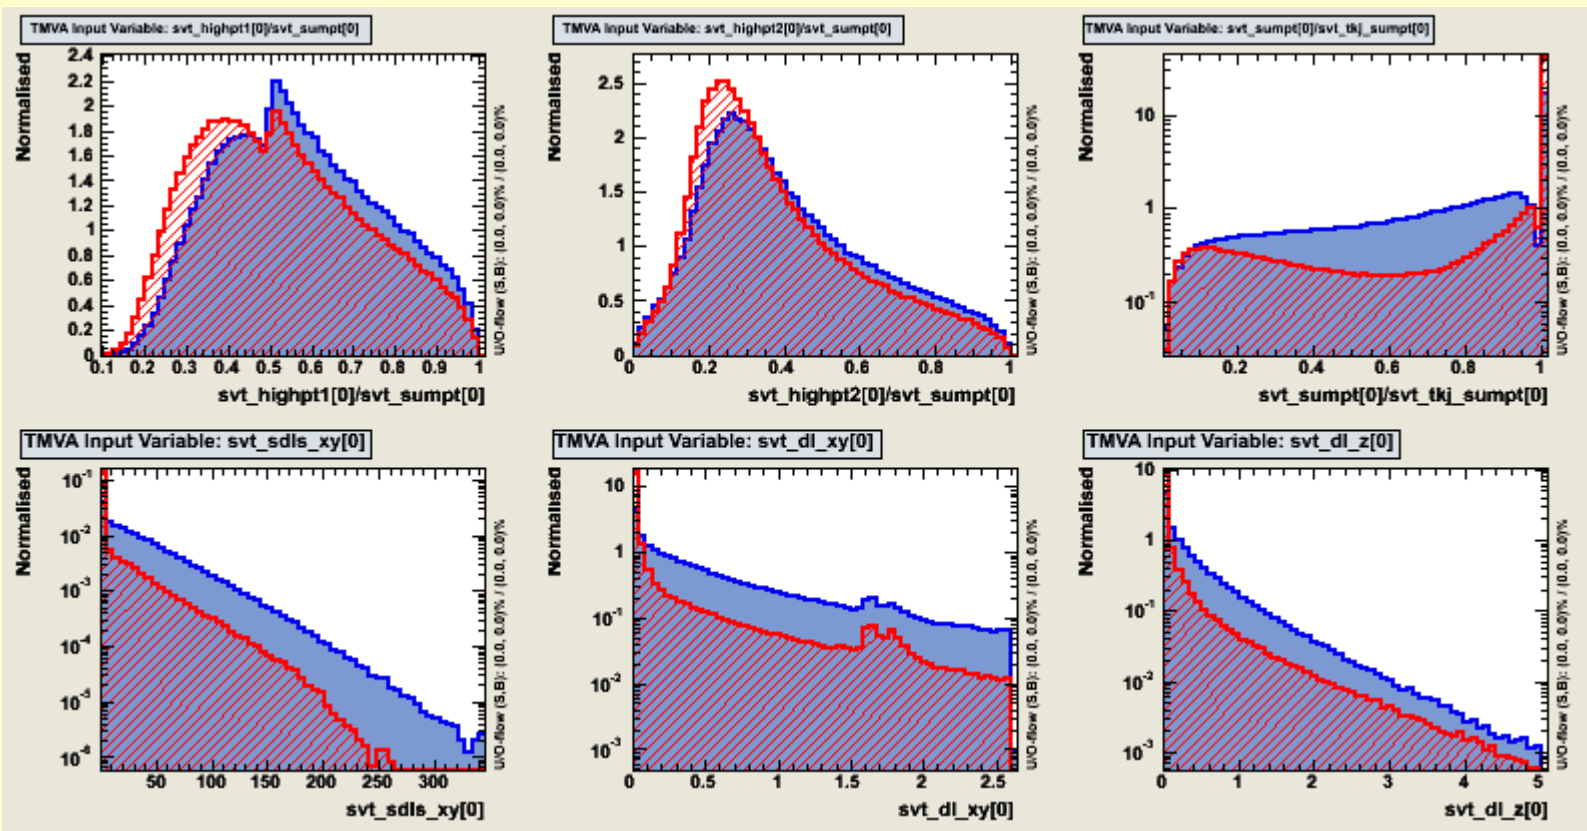 TMVA Input Variable: svt_highpt1[0]/svt_sumpt[0]
Normalised
2.4
2.2
2
1.8
1.6
1.4
1.2
1
0.8
0.6
0.4
0.2
0
0.1 0.2 0.3 0.4 0.5 0.6 0.7 0.8 0.9 1
svt_highpt1[0]/svt_sumpt[0]
U/O-flow (S,B): (0.0, 0.0)% / (0.0, 0.0)%
TMVA Input Variable: svt_highpt2[0]/svt_sumpt[0]
Normalised
2.5
2
1.5
1
0.5
0
0 0.2 0.4 0.6 0.8 1
svt_highpt2[0]/svt_sumpt[0]
U/O-flow (S,B): (0.0, 0.0)% / (0.0, 0.0)%
TMVA Input Variable: svt_sumpt[0]/svt_tkj_sumpt[0]
Normalised
10
1
10-1
0.2 0.4 0.6 0.8 1
svt_sumpt[0]/svt_tkj_sumpt[0]
U/O-flow (S,B): (0.0, 0.0)% / (0.0, 0.0)%
TMVA Input Variable: svt_sdls_xy[0]
Normalised
10-1
10-2
10-3
10-4
10-5
10-6
50 100 150 200 250 300
svt_sdls_xy[0]
U/O-flow (S,B): (0.0, 0.0)% / (0.0, 0.0)%
TMVA Input Variable: svt_dl_xy[0]
Normalised
10
1
10-1
10-2
10-3
0 0.5 1 1.5 2 2.5
svt_dl_xy[0]
U/O-flow (S,B): (0.0, 0.0)% / (0.0, 0.0)%
TMVA Input Variable: svt_dl_z[0]
Normalised
10
1
10-1
10-2
10-3
0 1 2 3 4 5
svt_dl_z[0]
U/O-flow (S,B): (0.0, 0.0)% / (0.0, 0.0)%